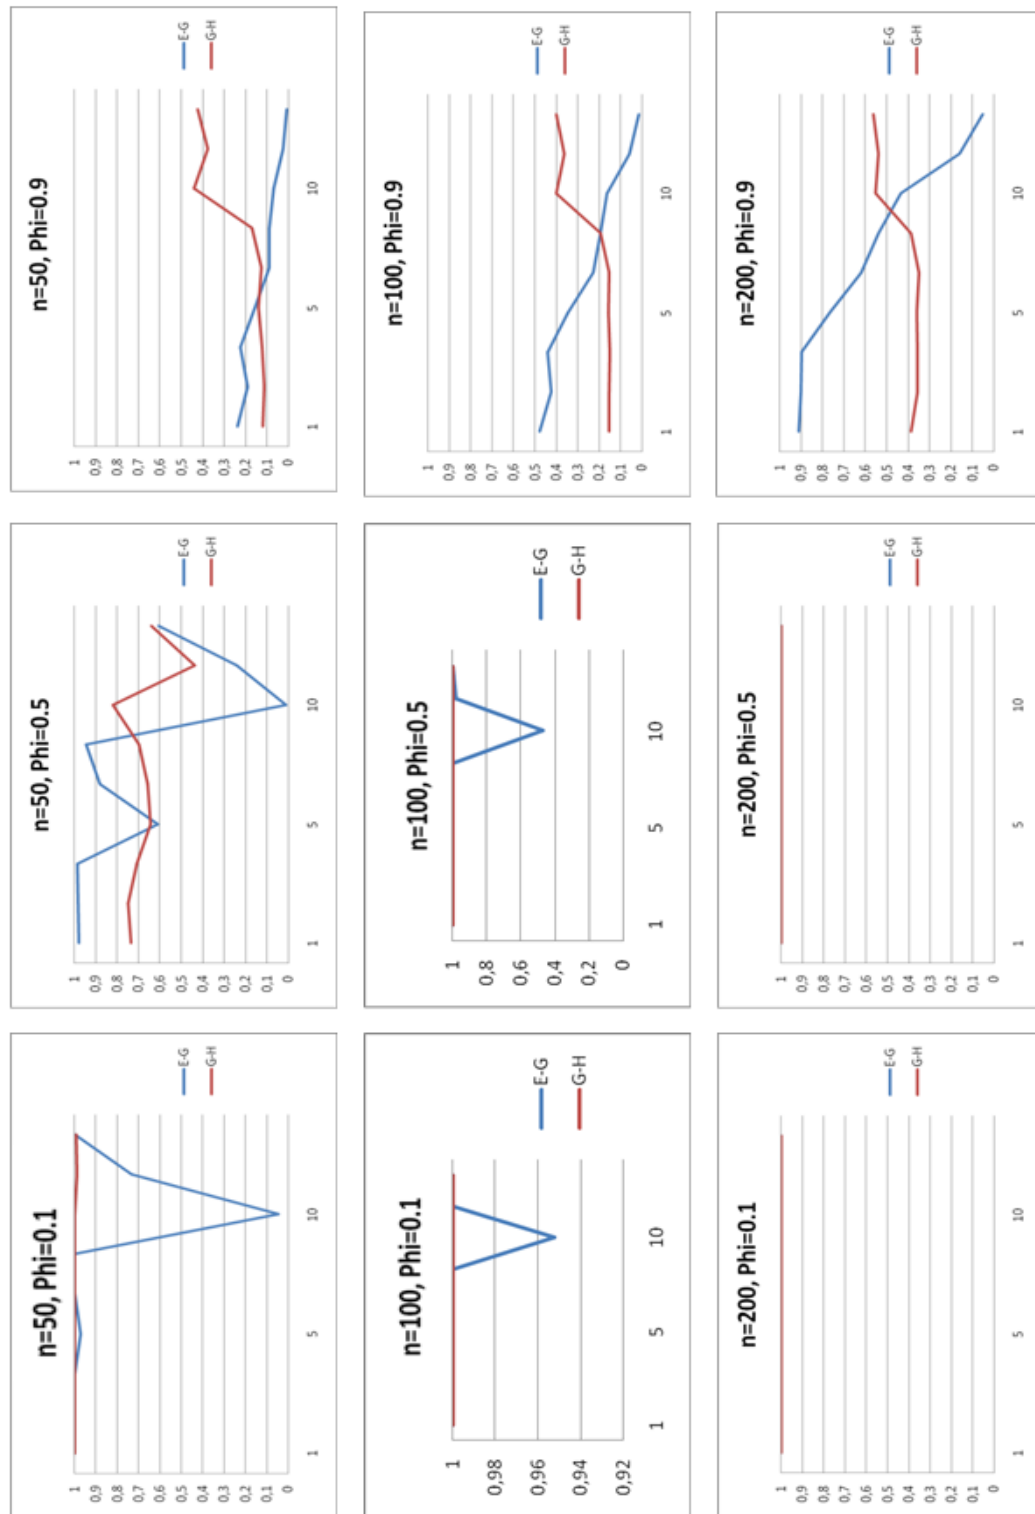 n=50, Phi=0.1
1
0,9
0,8
0,7
0,6
0,5
0,4
0,3
0,2
0,1
0
1 5 10
E-G
G-H
n=50, Phi=0.5
1
0,9
0,8
0,7
0,6
0,5
0,4
0,3
0,2
0,1
0
1 5 10
E-G
G-H
n=50, Phi=0.9
1
0,9
0,8
0,7
0,6
0,5
0,4
0,3
0,2
0,1
0
1 5 10
E-G
G-H
n=100, Phi=0.1
1
0,98
0,96
0,94
0,92
1 5 10
E-G
G-H
n=100, Phi=0.5
1
0,8
0,6
0,4
0,2
0
1 5 10
E-G
G-H
n=100, Phi=0.9
1
0,9
0,8
0,7
0,6
0,5
0,4
0,3
0,2
0,1
0
1 5 10
E-G
G-H
n=200, Phi=0.1
1
0,9
0,8
0,7
0,6
0,5
0,4
0,3
0,2
0,1
0
1 5 10
E-G
G-H
n=200, Phi=0.5
1
0,9
0,8
0,7
0,6
0,5
0,4
0,3
0,2
0,1
0
1 5 10
E-G
G-H
n=200, Phi=0.9
1
0,9
0,8
0,7
0,6
0,5
0,4
0,3
0,2
0,1
0
1 5 10
E-G
G-H